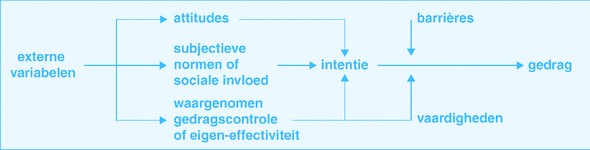 externe
variabelen
attitudes
subjectieve
normen of
sociale invloed
waargenomen
gedragscontrole
of eigen-effectiviteit
intentie
barrières
vaardigheden
gedrag